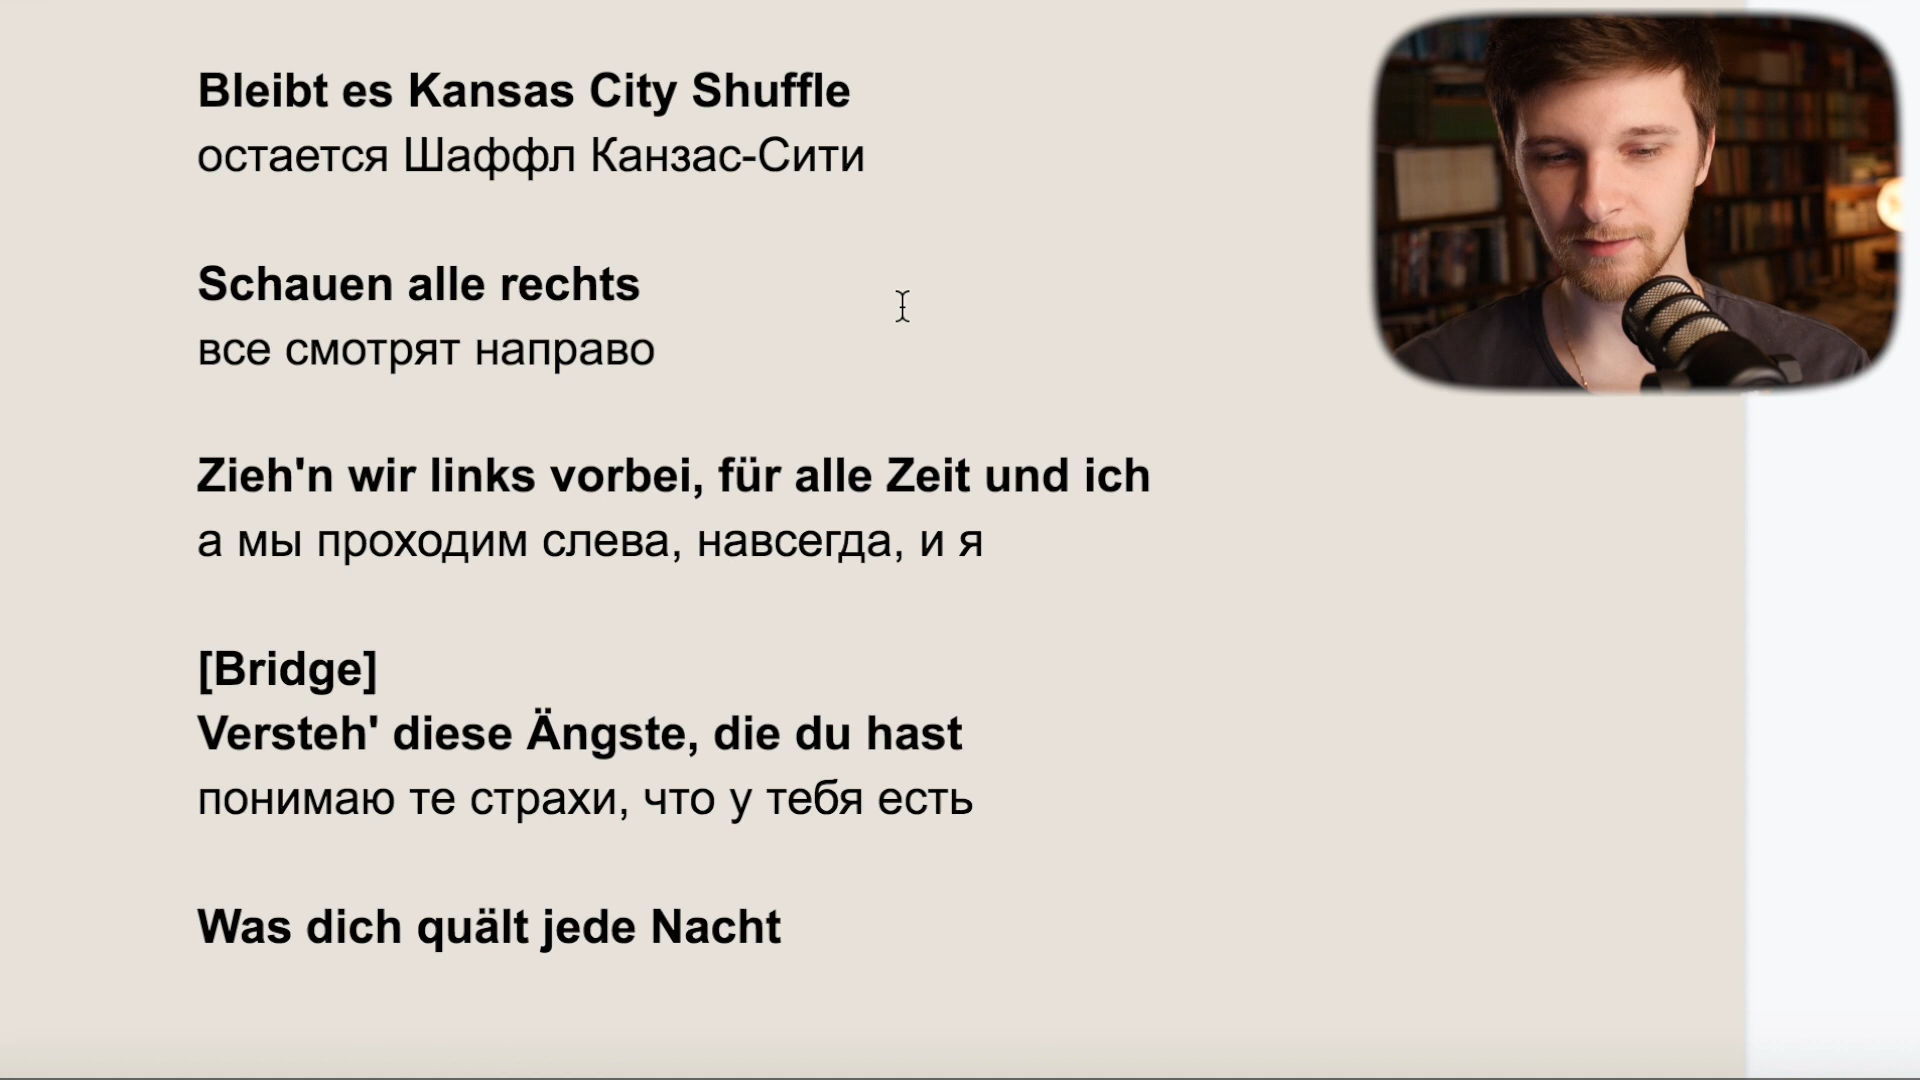 Bleibt es Kansas City Shuffle
остается Шаффл Канзас-Сити
Schauen alle rechts
все смотрят направо
Zieh'n wir links vorbei, für alle Zeit und ich
а мы проходим слева, навсегда, и я
[Bridge]
Versteh' diese Ängste, die du hast
понимаю те страхи, что у тебя есть
Was dich quält jede Nacht